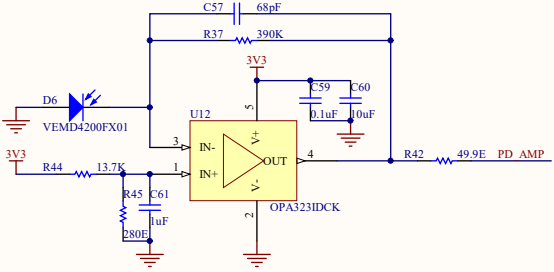 C57 68pF
R37 390K
3V3
D6
VEMD4200FX01
C59
0.1uF
C60
10uF
U12
5
V+
3 IN-
1 IN+
OUT 4
V-
2
OPA323IDCK
3V3
R44 13.7K
R45
280E
C61
1uF
R42 49.9E PD_AMP